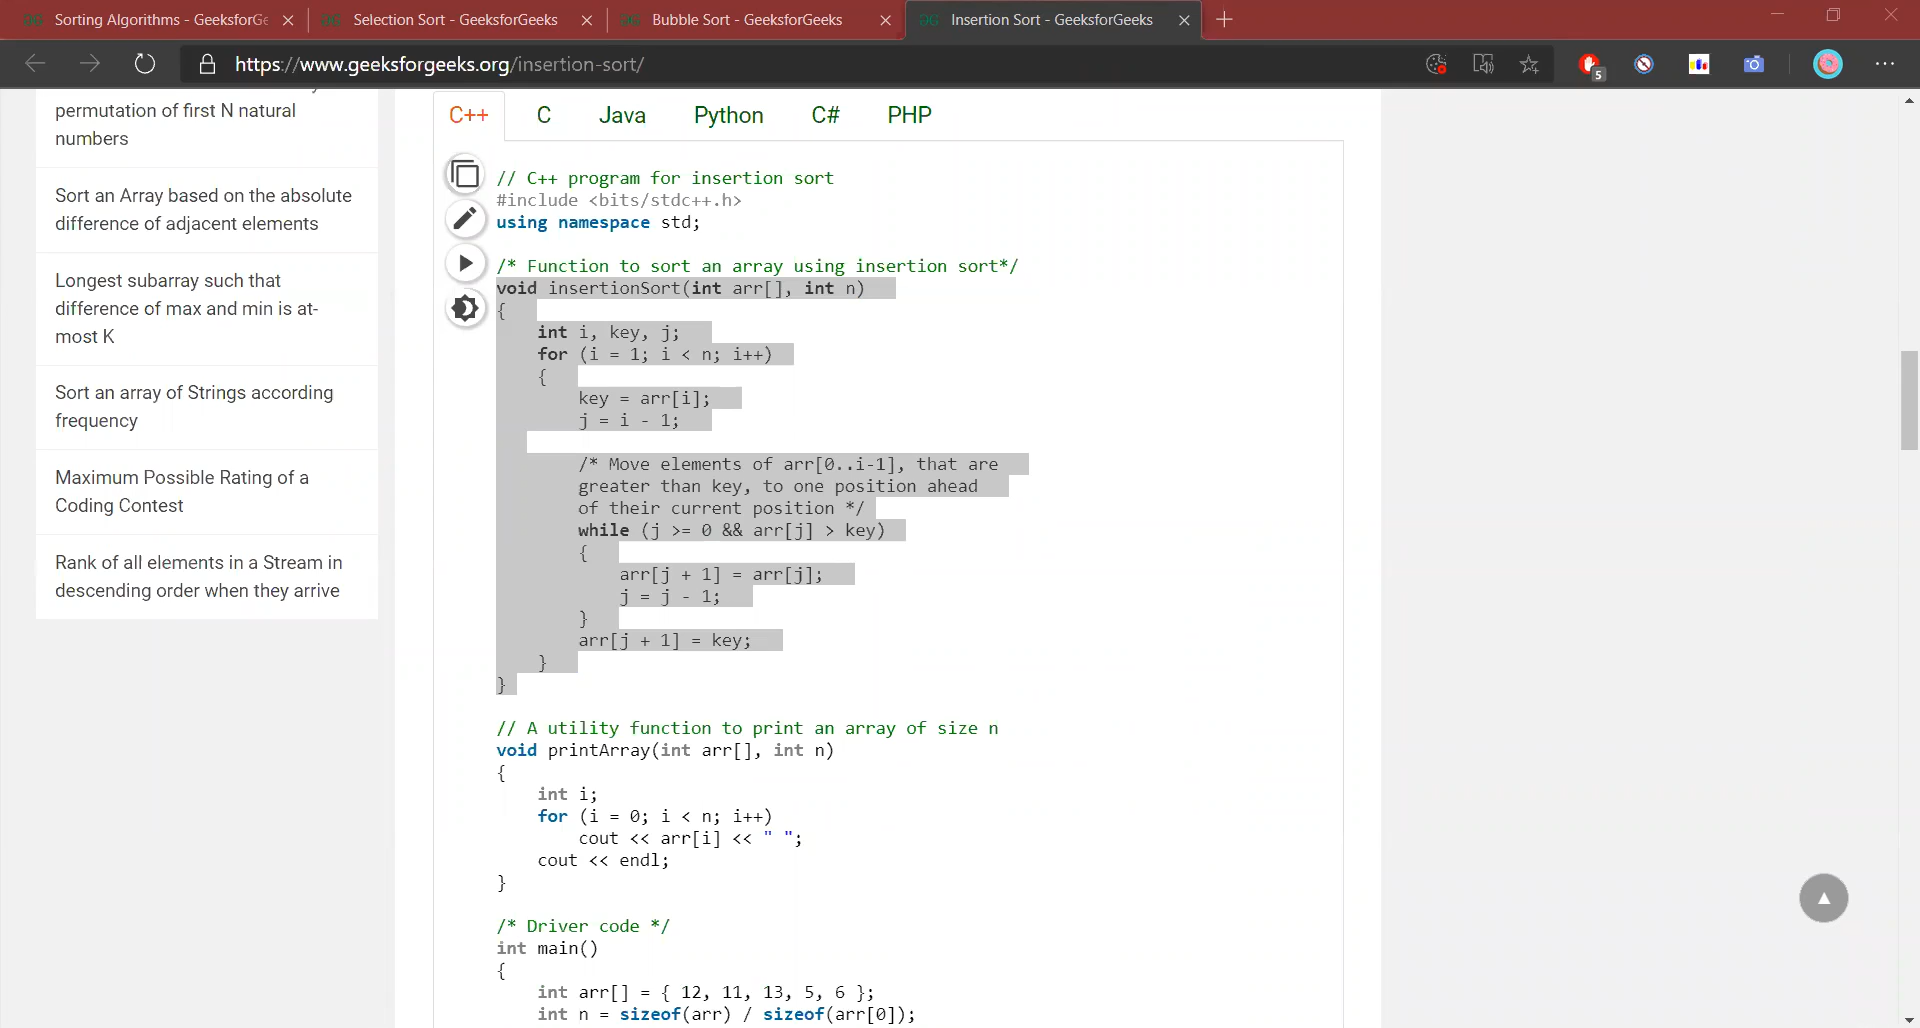 Sorting Algorithms - GeeksforGe
Selection Sort - GeeksforGeeks
Bubble Sort - GeeksforGeeks
Insertion Sort - GeeksforGeeks
https://www.geeksforgeeks.org/insertion-sort/
5
permutation of first N natural
numbers
Sort an Array based on the absolute
difference of adjacent elements
Longest subarray such that
difference of max and min is at-
most K
Sort an array of Strings according
frequency
Maximum Possible Rating of a
Coding Contest
Rank of all elements in a Stream in
descending order when they arrive
C++ C Java Python C# PHP
// C++ program for insertion sort
#include <bits/stdc++.h>
using namespace std;
/* Function to sort an array using insertion sort*/
void insertionSort(int arr[], int n)
{
int i, key, j;
for (i = 1; i < n; i++)
{
key = arr[i];
j = i - 1;
/* Move elements of arr[0..i-1], that are
greater than key, to one position ahead
of their current position */
while (j >= 0 && arr[j] > key)
{
arr[j + 1] = arr[j];
j = j - 1;
}
arr[j + 1] = key;
}
}
// A utility function to print an array of size n
void printArray(int arr[], int n)
{
int i;
for (i = 0; i < n; i++)
cout << arr[i] << " ";
cout << endl;
}
/* Driver code */
int main()
{
int arr[] = { 12, 11, 13, 5, 6 };
int n = sizeof(arr) / sizeof(arr[0]);